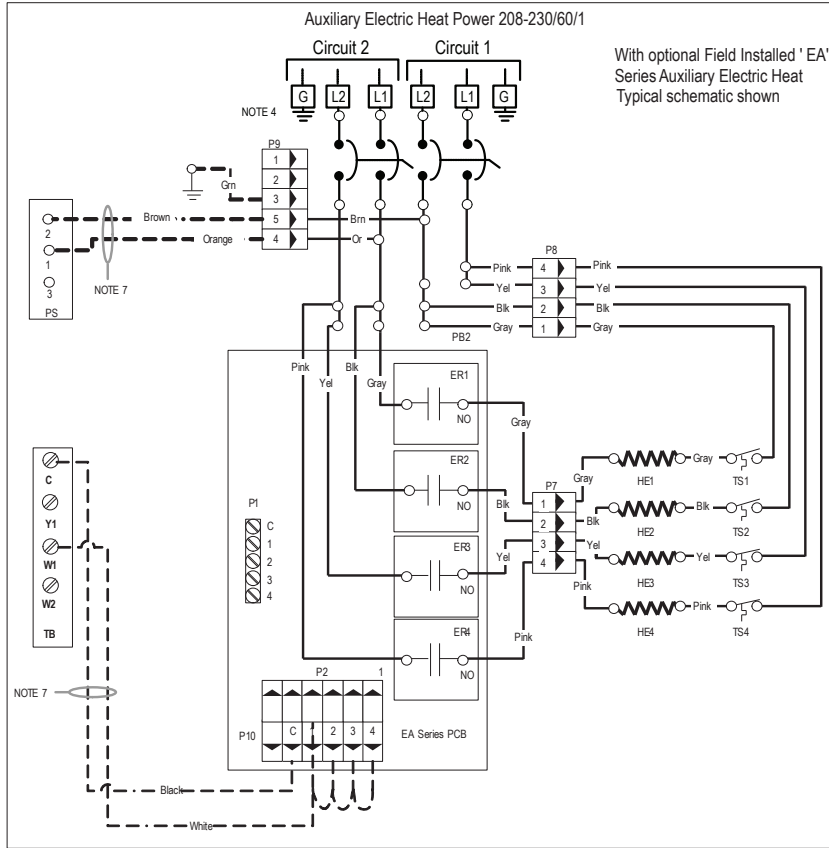 Auxiliary Electric Heat Power 208-230/60/1
Circuit 2
Circuit 1
With optional Field Installed ' EA'
Series Auxiliary Electric Heat
Typical schematic shown
G
L2
L1
L2
L1
G
NOTE 4
P9
1
2
3
5
4
Grn
Brown
Orange
Brn
Or
2
1
3
PS
NOTE 7
P8
4
3
2
1
Pink
Yel
Blk
Gray
Pink
Yel
Blk
Gray
PB2
Pink
Yel
Blk
Gray
ER1
NO
Gray
ER2
NO
Blk
ER3
NO
Yel
ER4
NO
Pink
P7
1
2
3
4
Gray
Blk
Yel
Pink
HE1
Gray
TS1
HE2
Blk
TS2
HE3
Yel
TS3
HE4
Pink
TS4
C
Y1
W1
W2
TB
P1
C
1
2
3
4
NOTE 7
P2
1
P10
C
1
2
3
4
EA Series PCB
Black
White